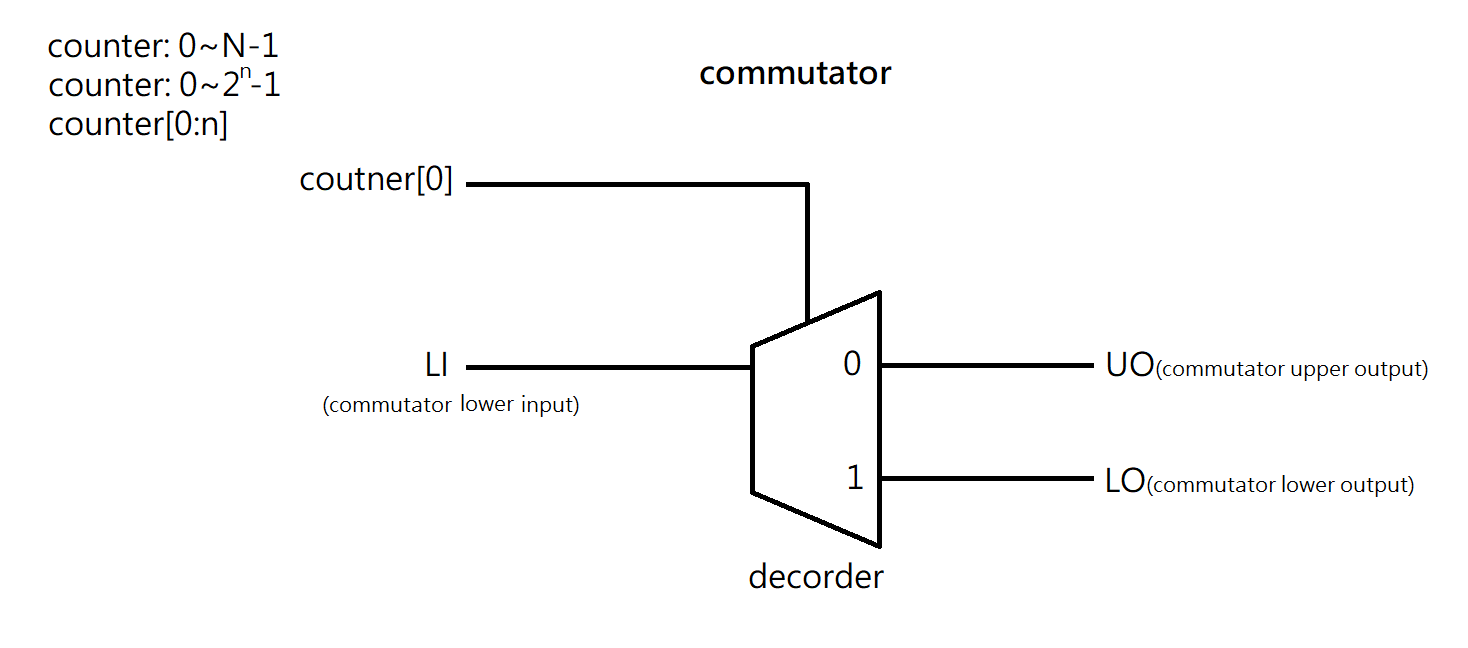 counter: 0~N-1
commutator
counter: 0~2ⁿ-1
counter[0:n]
coutner[0]
LI
(commutator lower input)
0
UO(commutator upper output)
1
LO(commutator lower output)
decorder